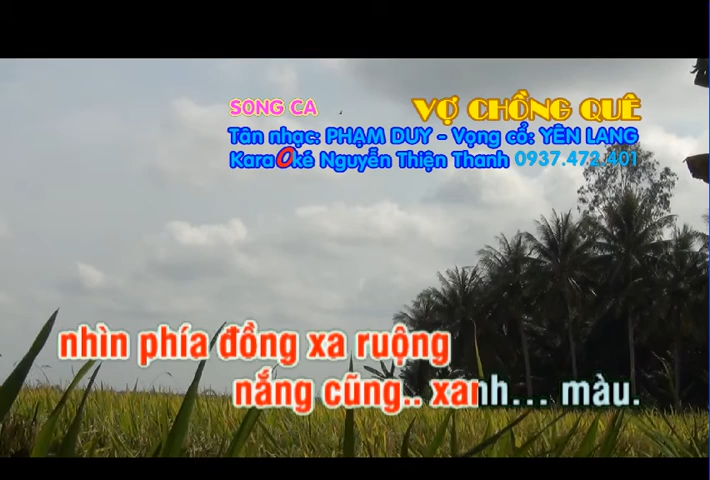 SONG CA
VỢ CHỒNG QUÊ
Tân nhạc: PHẠM DUY - Vọng cổ: YÊN LANG
KaraOké Nguyễn Thiện Thanh 0937.472.401
nhìn phía đồng xa ruộng
nắng cũng.. xanh... màu.